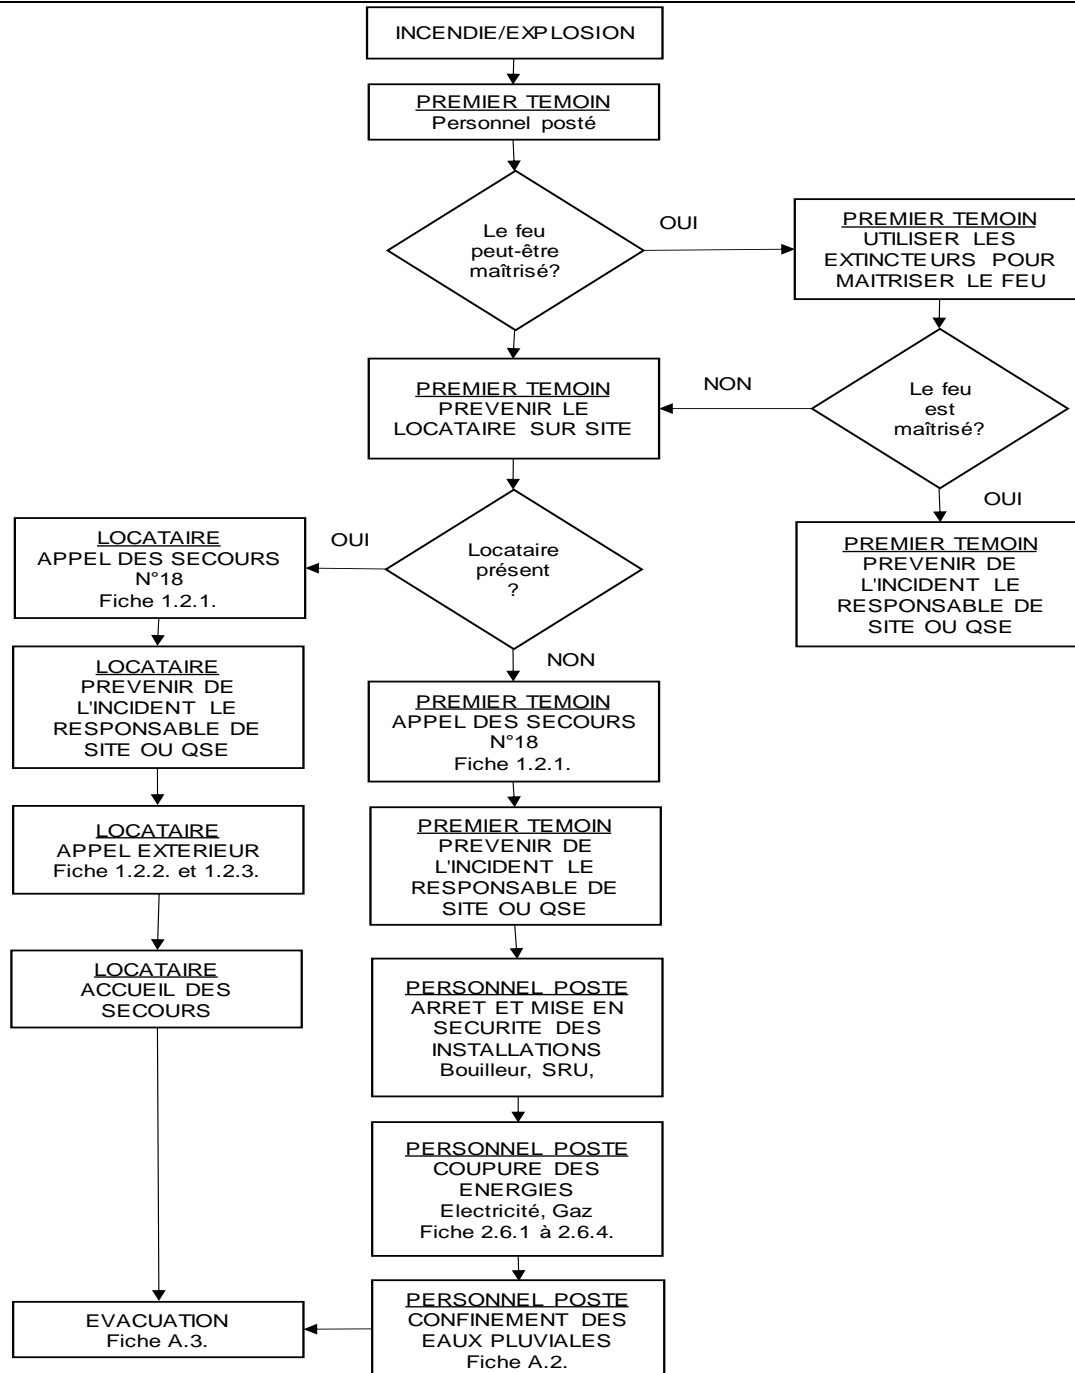 INCENDIE/EXPLOSION
PREMIER TEMOIN
Personnel posté
Le feu
peut-être
maîtrisé?
OUI
PREMIER TEMOIN
UTILISER LES
EXTINCTEURS POUR
MAITRISER LE FEU
PREMIER TEMOIN
PREVENIR LE
LOCATAIRE SUR SITE
NON
Le feu
est
maîtrisé?
OUI
PREMIER TEMOIN
PREVENIR DE
L'INCIDENT LE
RESPONSABLE DE
SITE OU QSE
Locataire
présent
?
OUI
LOCATAIRE
APPEL DES SECOURS
N°18
Fiche 1.2.1.
LOCATAIRE
PREVENIR DE
L'INCIDENT LE
RESPONSABLE DE
SITE OU QSE
LOCATAIRE
APPEL EXTERIEUR
Fiche 1.2.2. et 1.2.3.
LOCATAIRE
ACCUEIL DES
SECOURS
NON
PREMIER TEMOIN
APPEL DES SECOURS
N°18
Fiche 1.2.1.
PREMIER TEMOIN
PREVENIR DE
L'INCIDENT LE
RESPONSABLE DE
SITE OU QSE
PERSONNEL POSTE
ARRET ET MISE EN
SECURITE DES
INSTALLATIONS
Bouilleur, SRU,
PERSONNEL POSTE
COUPURE DES
ENERGIES
Electricité, Gaz
Fiche 2.6.1 à 2.6.4.
PERSONNEL POSTE
CONFINEMENT DES
EAUX PLUVIALES
Fiche A.2.
EVACUATION
Fiche A.3.